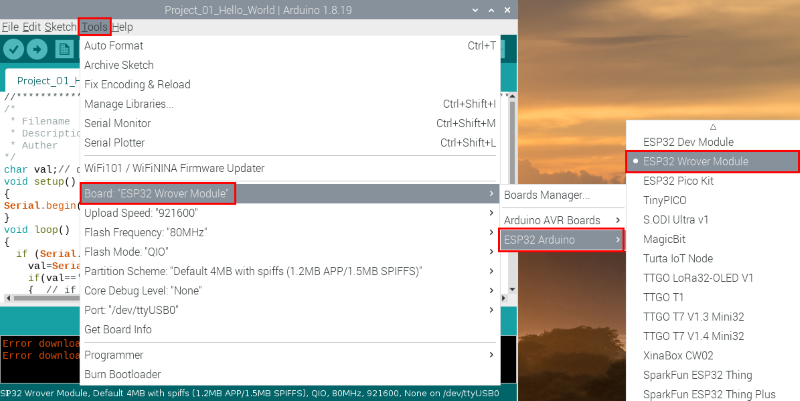 Project_01_Hello_World | Arduino 1.8.19
File Edit Sketch Tools Help
Project_01_H
//
/*
* Filename
* Description
* Auther
*/
char val;//
void setup()
{
Serial.begin(
}
void loop()
{
if (Serial.
val=Seria
if(val=='
{ // if
Error downloa
Error downloa
Auto Format Ctrl+T
Archive Sketch
Fix Encoding & Reload
Manage Libraries... Ctrl+Shift+I
Serial Monitor Ctrl+Shift+M
Serial Plotter Ctrl+Shift+L
WiFi101 / WiFiNINA Firmware Updater
Board: "ESP32 Wrover Module"
Upload Speed: "921600"
Flash Frequency: "80MHz"
Flash Mode: "QIO"
Partition Scheme: "Default 4MB with spiffs (1.2MB APP/1.5MB SPIFFS)"
Core Debug Level: "None"
Port: "/dev/ttyUSB0"
Get Board Info
Programmer
Burn Bootloader
Boards Manager...
Arduino AVR Boards
ESP32 Arduino
ESP32 Dev Module
ESP32 Wrover Module
ESP32 Pico Kit
TinyPICO
S.ODI Ultra v1
MagicBit
Turta IoT Node
TTGO LoRa32-OLED V1
TTGO T1
TTGO T7 V1.3 Mini32
TTGO T7 V1.4 Mini32
XinaBox CW02
SparkFun ESP32 Thing
SparkFun ESP32 Thing Plus
Wrover Module, Default 4MB with spiffs (1.2MB APP/1.5MB SPIFFS), QIO, 80MHz, 921600, None on /dev/ttyUSB0